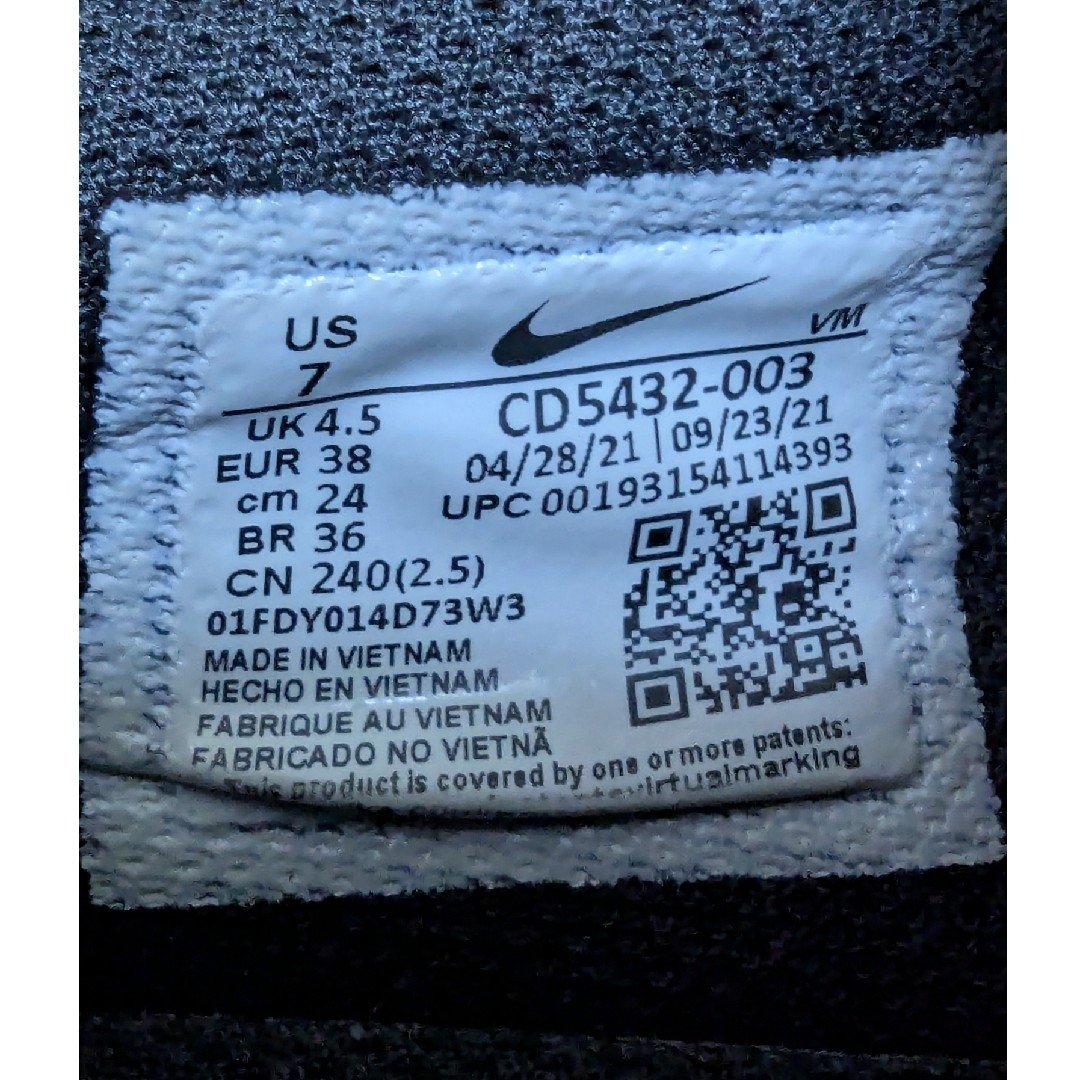 US
7
VM
UK 4.5
EUR 38
cm 24
BR 36
CN 240(2.5)
CD5432-003
04/28/21 | 09/23/21
UPC 00193154114393
01FDY014D73W3
MADE IN VIETNAM
HECHO EN VIETNAM
FABRIQUE AU VIETNAM
FABRICADO NO VIETNÃ
This product is covered by one or more patents:
virtualmarking